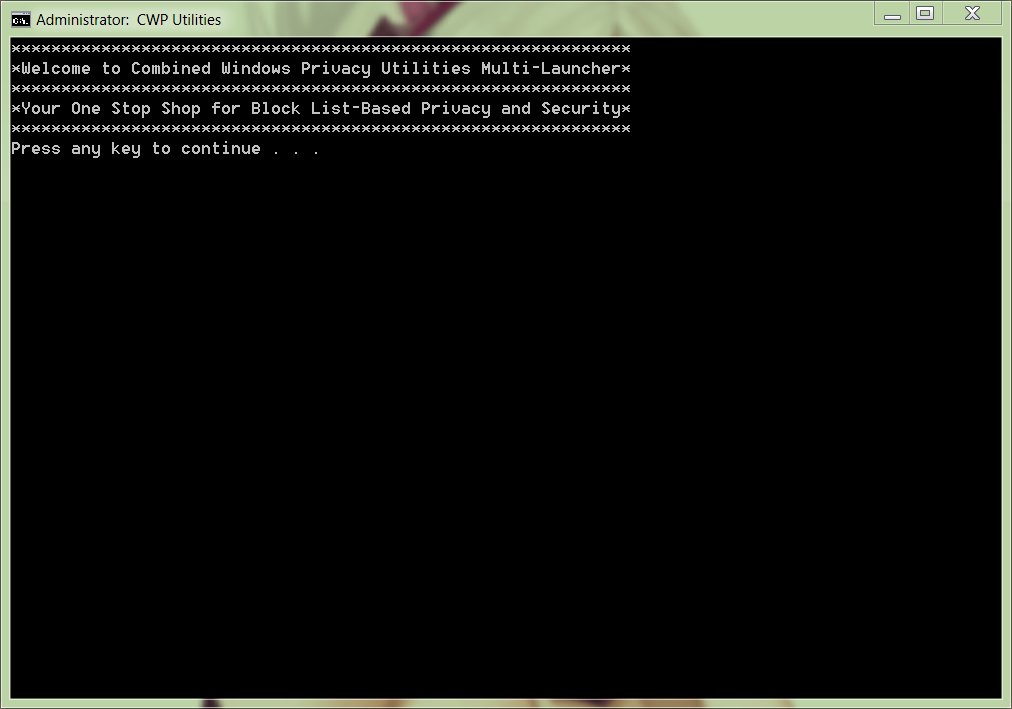 Administrator:  CWP Utilities
**************************************************************
*Welcome to Combined Windows Privacy Utilities Multi-Launcher*
**************************************************************
*Your One Stop Shop for Block List-Based Privacy and Security*
**************************************************************
Press any key to continue . . .